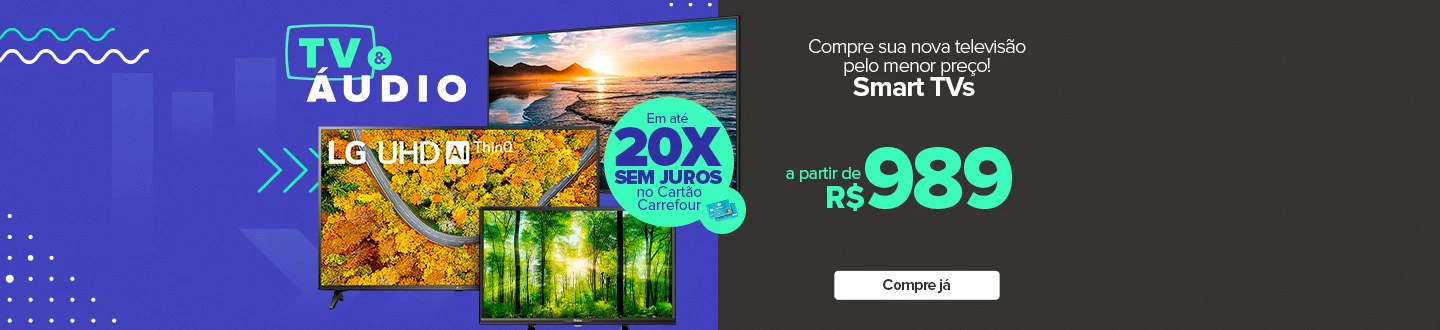 TV &
ÁUDIO
LG UHD AI ThinQ
Em até
20X
SEM JUROS
no Cartão
Carrefour
Compre sua nova televisão
pelo menor preço!
Smart TVs
a partir de
R$989
Compre já